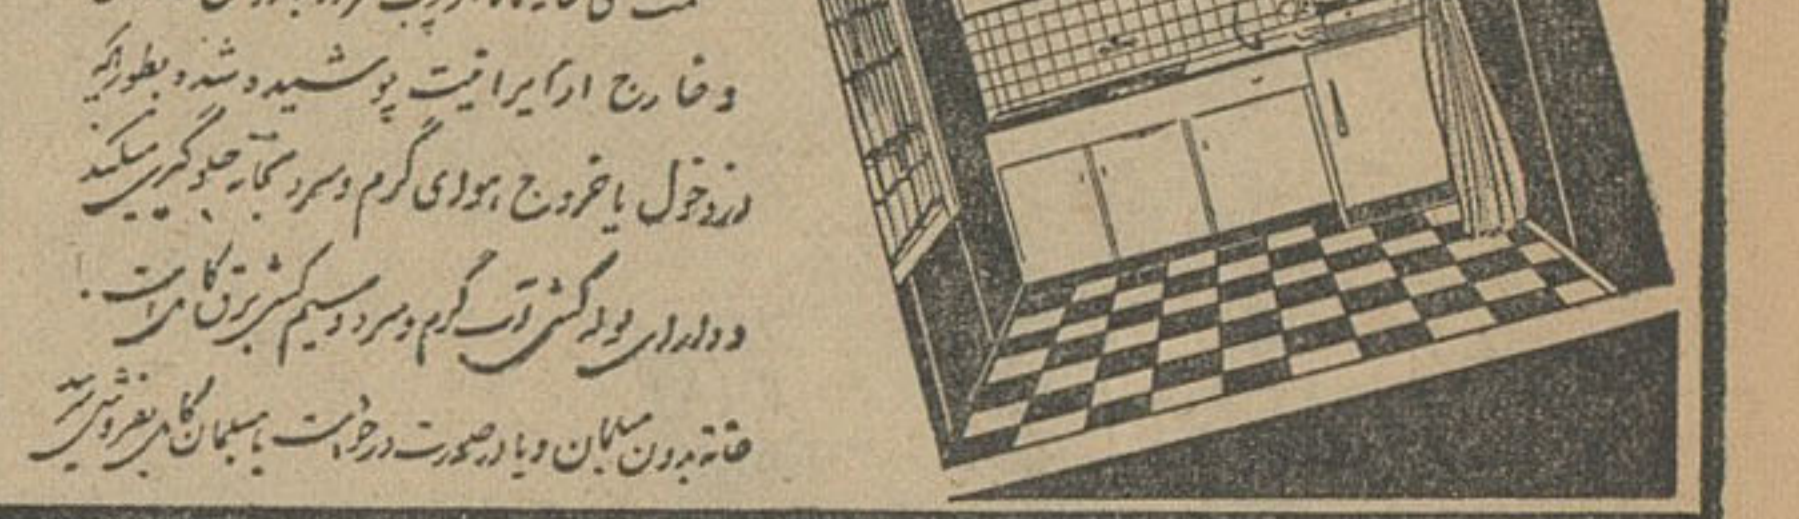 و خارج از ایرانیت پوشیده شده و بطوریکه
از دخول یا خروج هوای گرم و سرد بخانه جلوگیری میکند
و دارای لوله کشی آب گرم و سرد و سیم کشی برق کامل است.
خانه بدون مبلمان و یا در صورت درخواست با مبلمان کامل بفروش میرسد